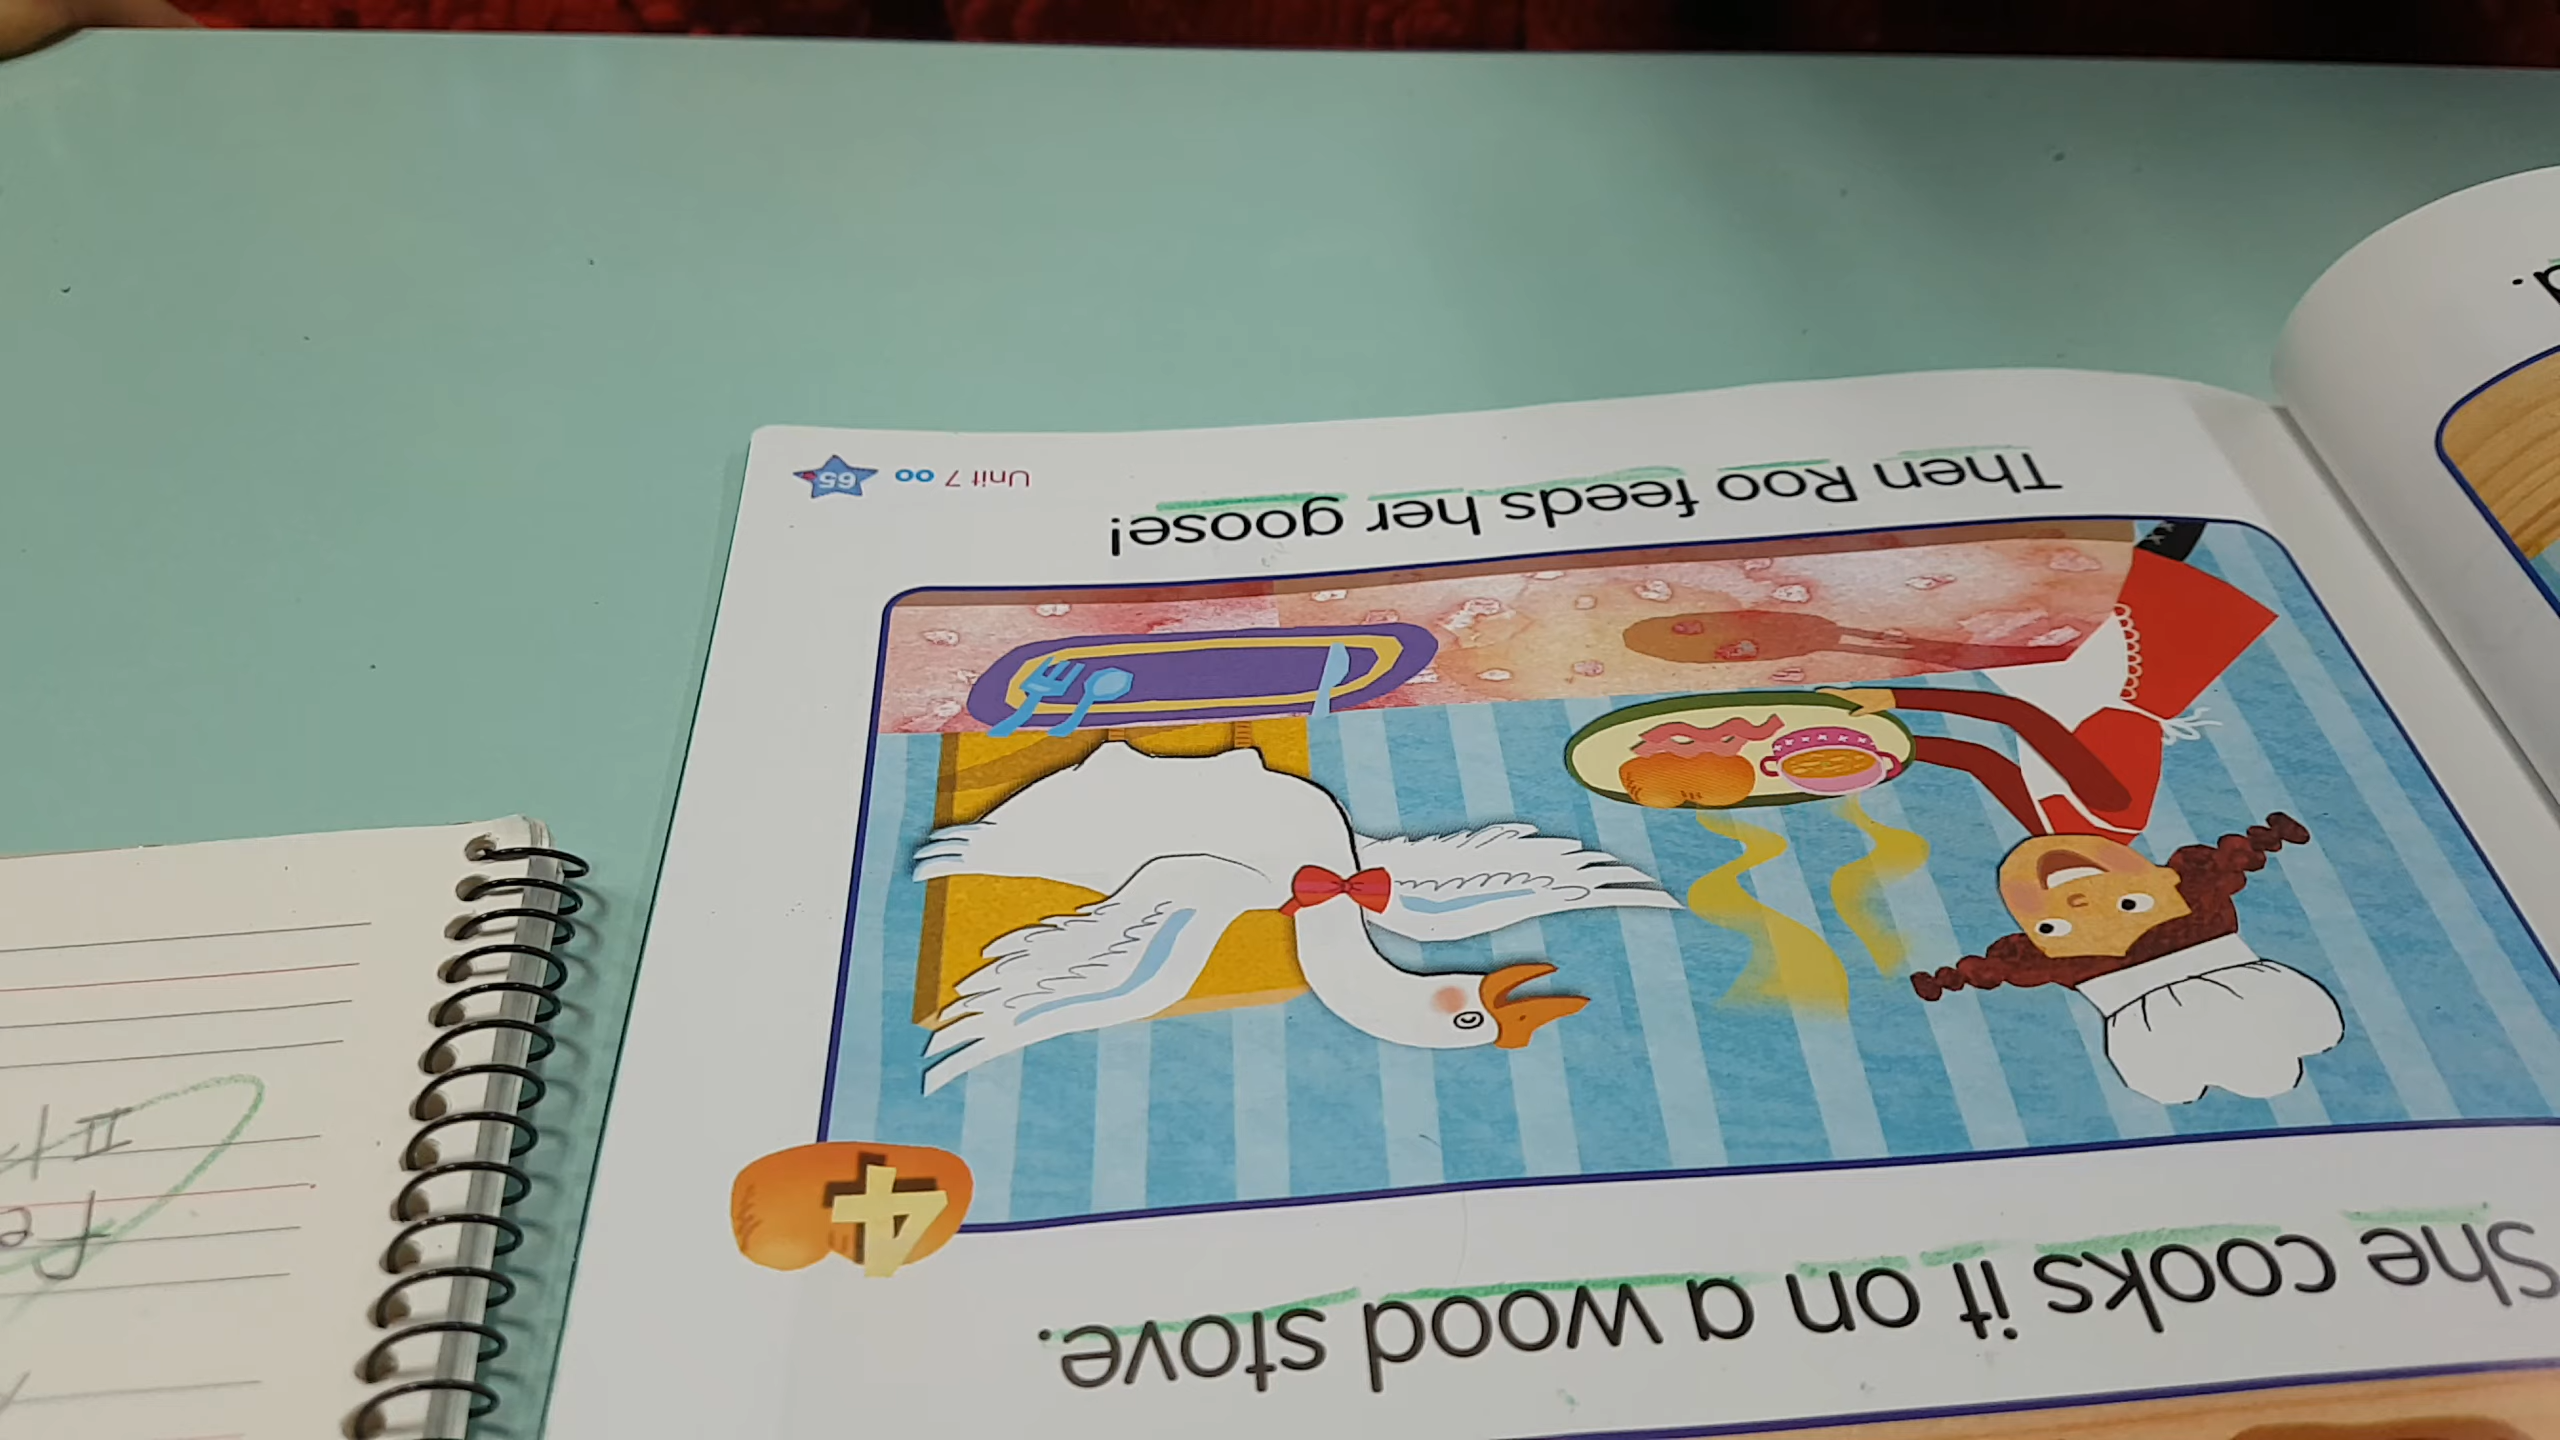 She cooks it on a wood stove.
4
Then Roo feeds her goose!
Unit 7 oo 65